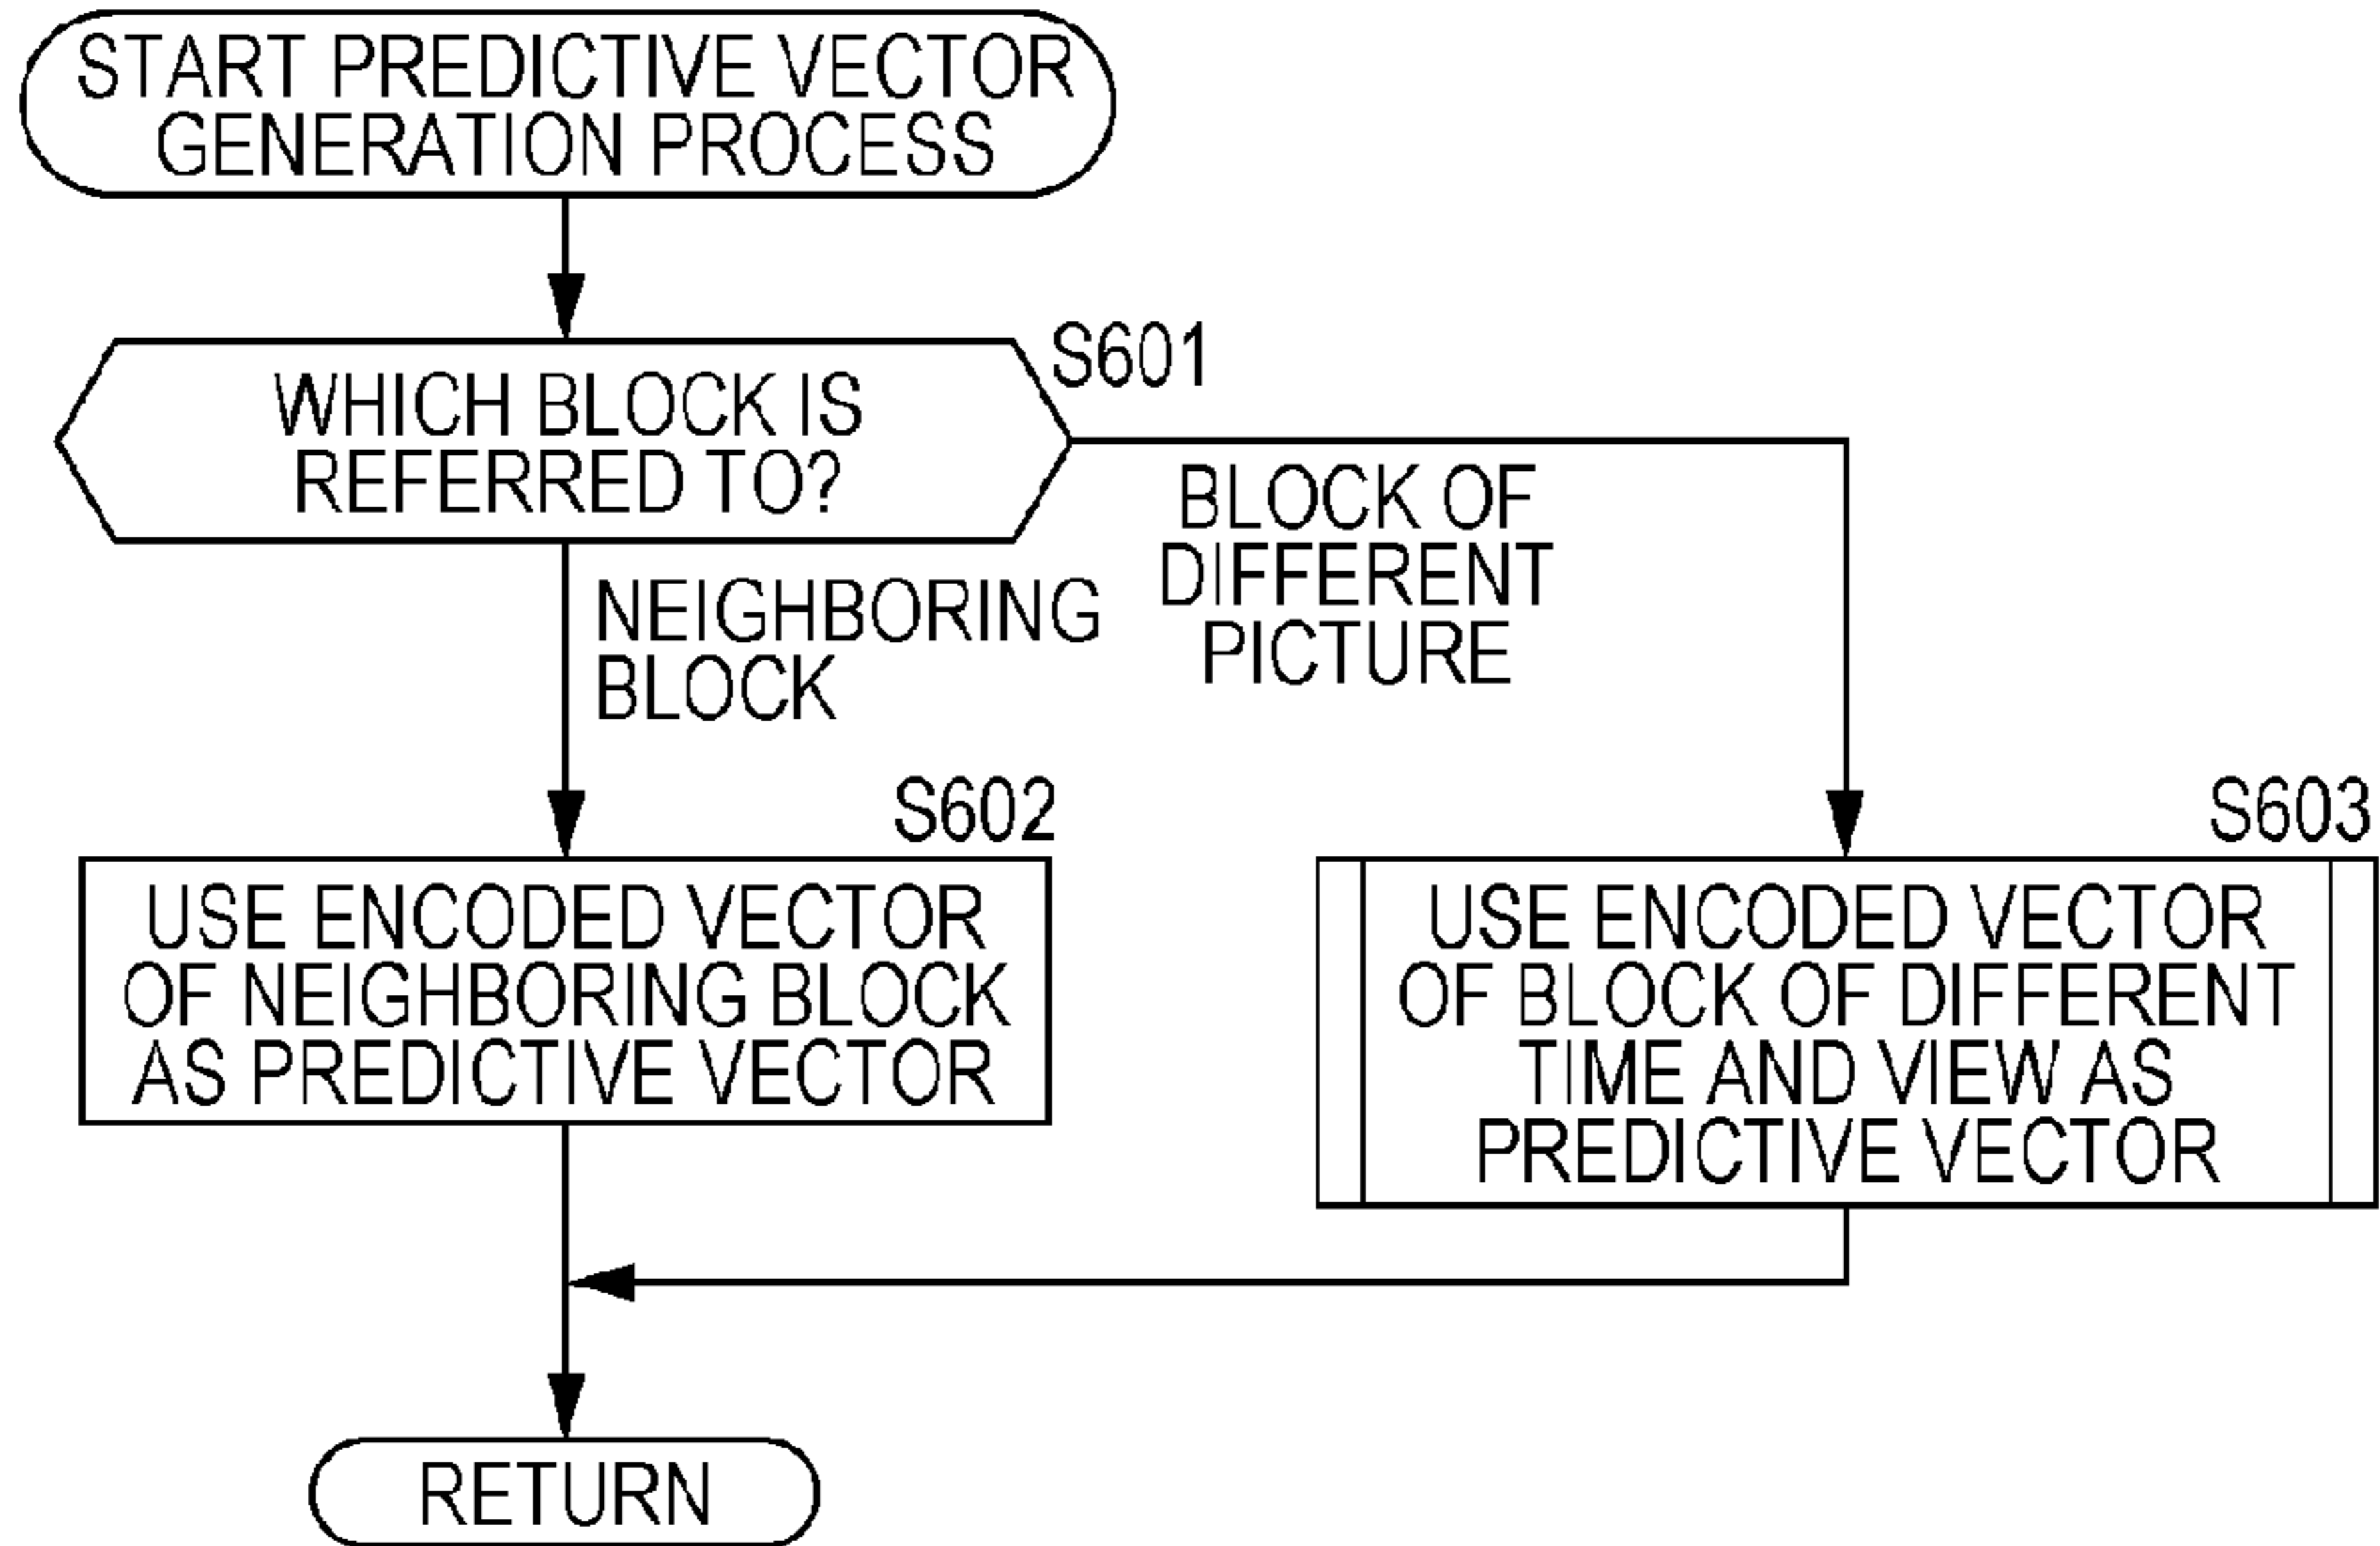 START PREDICTIVE VECTOR
GENERATION PROCESS
S601
WHICH BLOCK IS
REFERRED TO?
BLOCK OF
DIFFERENT
PICTURE
NEIGHBORING
BLOCK
S602
USE ENCODED VECTOR
OF NEIGHBORING BLOCK
AS PREDICTIVE VECTOR
S603
USE ENCODED VECTOR
OF BLOCK OF DIFFERENT
TIME AND VIEW AS
PREDICTIVE VECTOR
RETURN